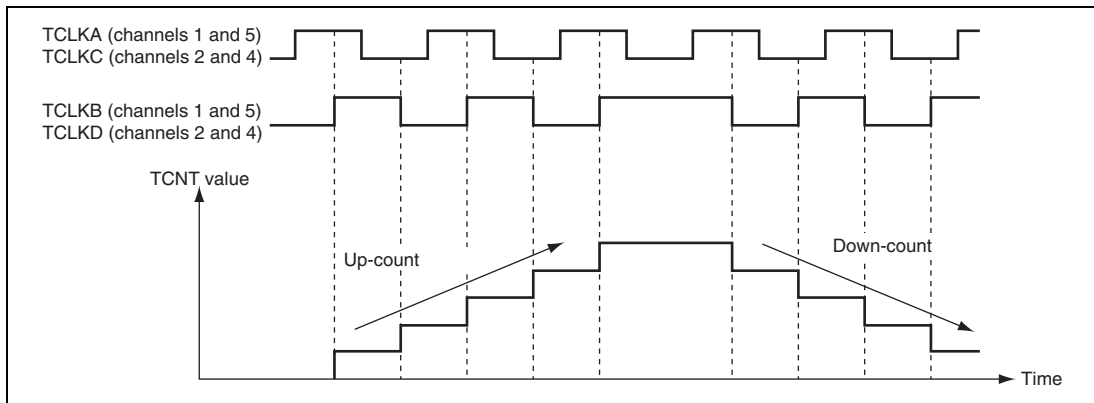 TCLKA (channels 1 and 5)
TCLKC (channels 2 and 4)
TCLKB (channels 1 and 5)
TCLKD (channels 2 and 4)
TCNT value
Up-count
Down-count
Time